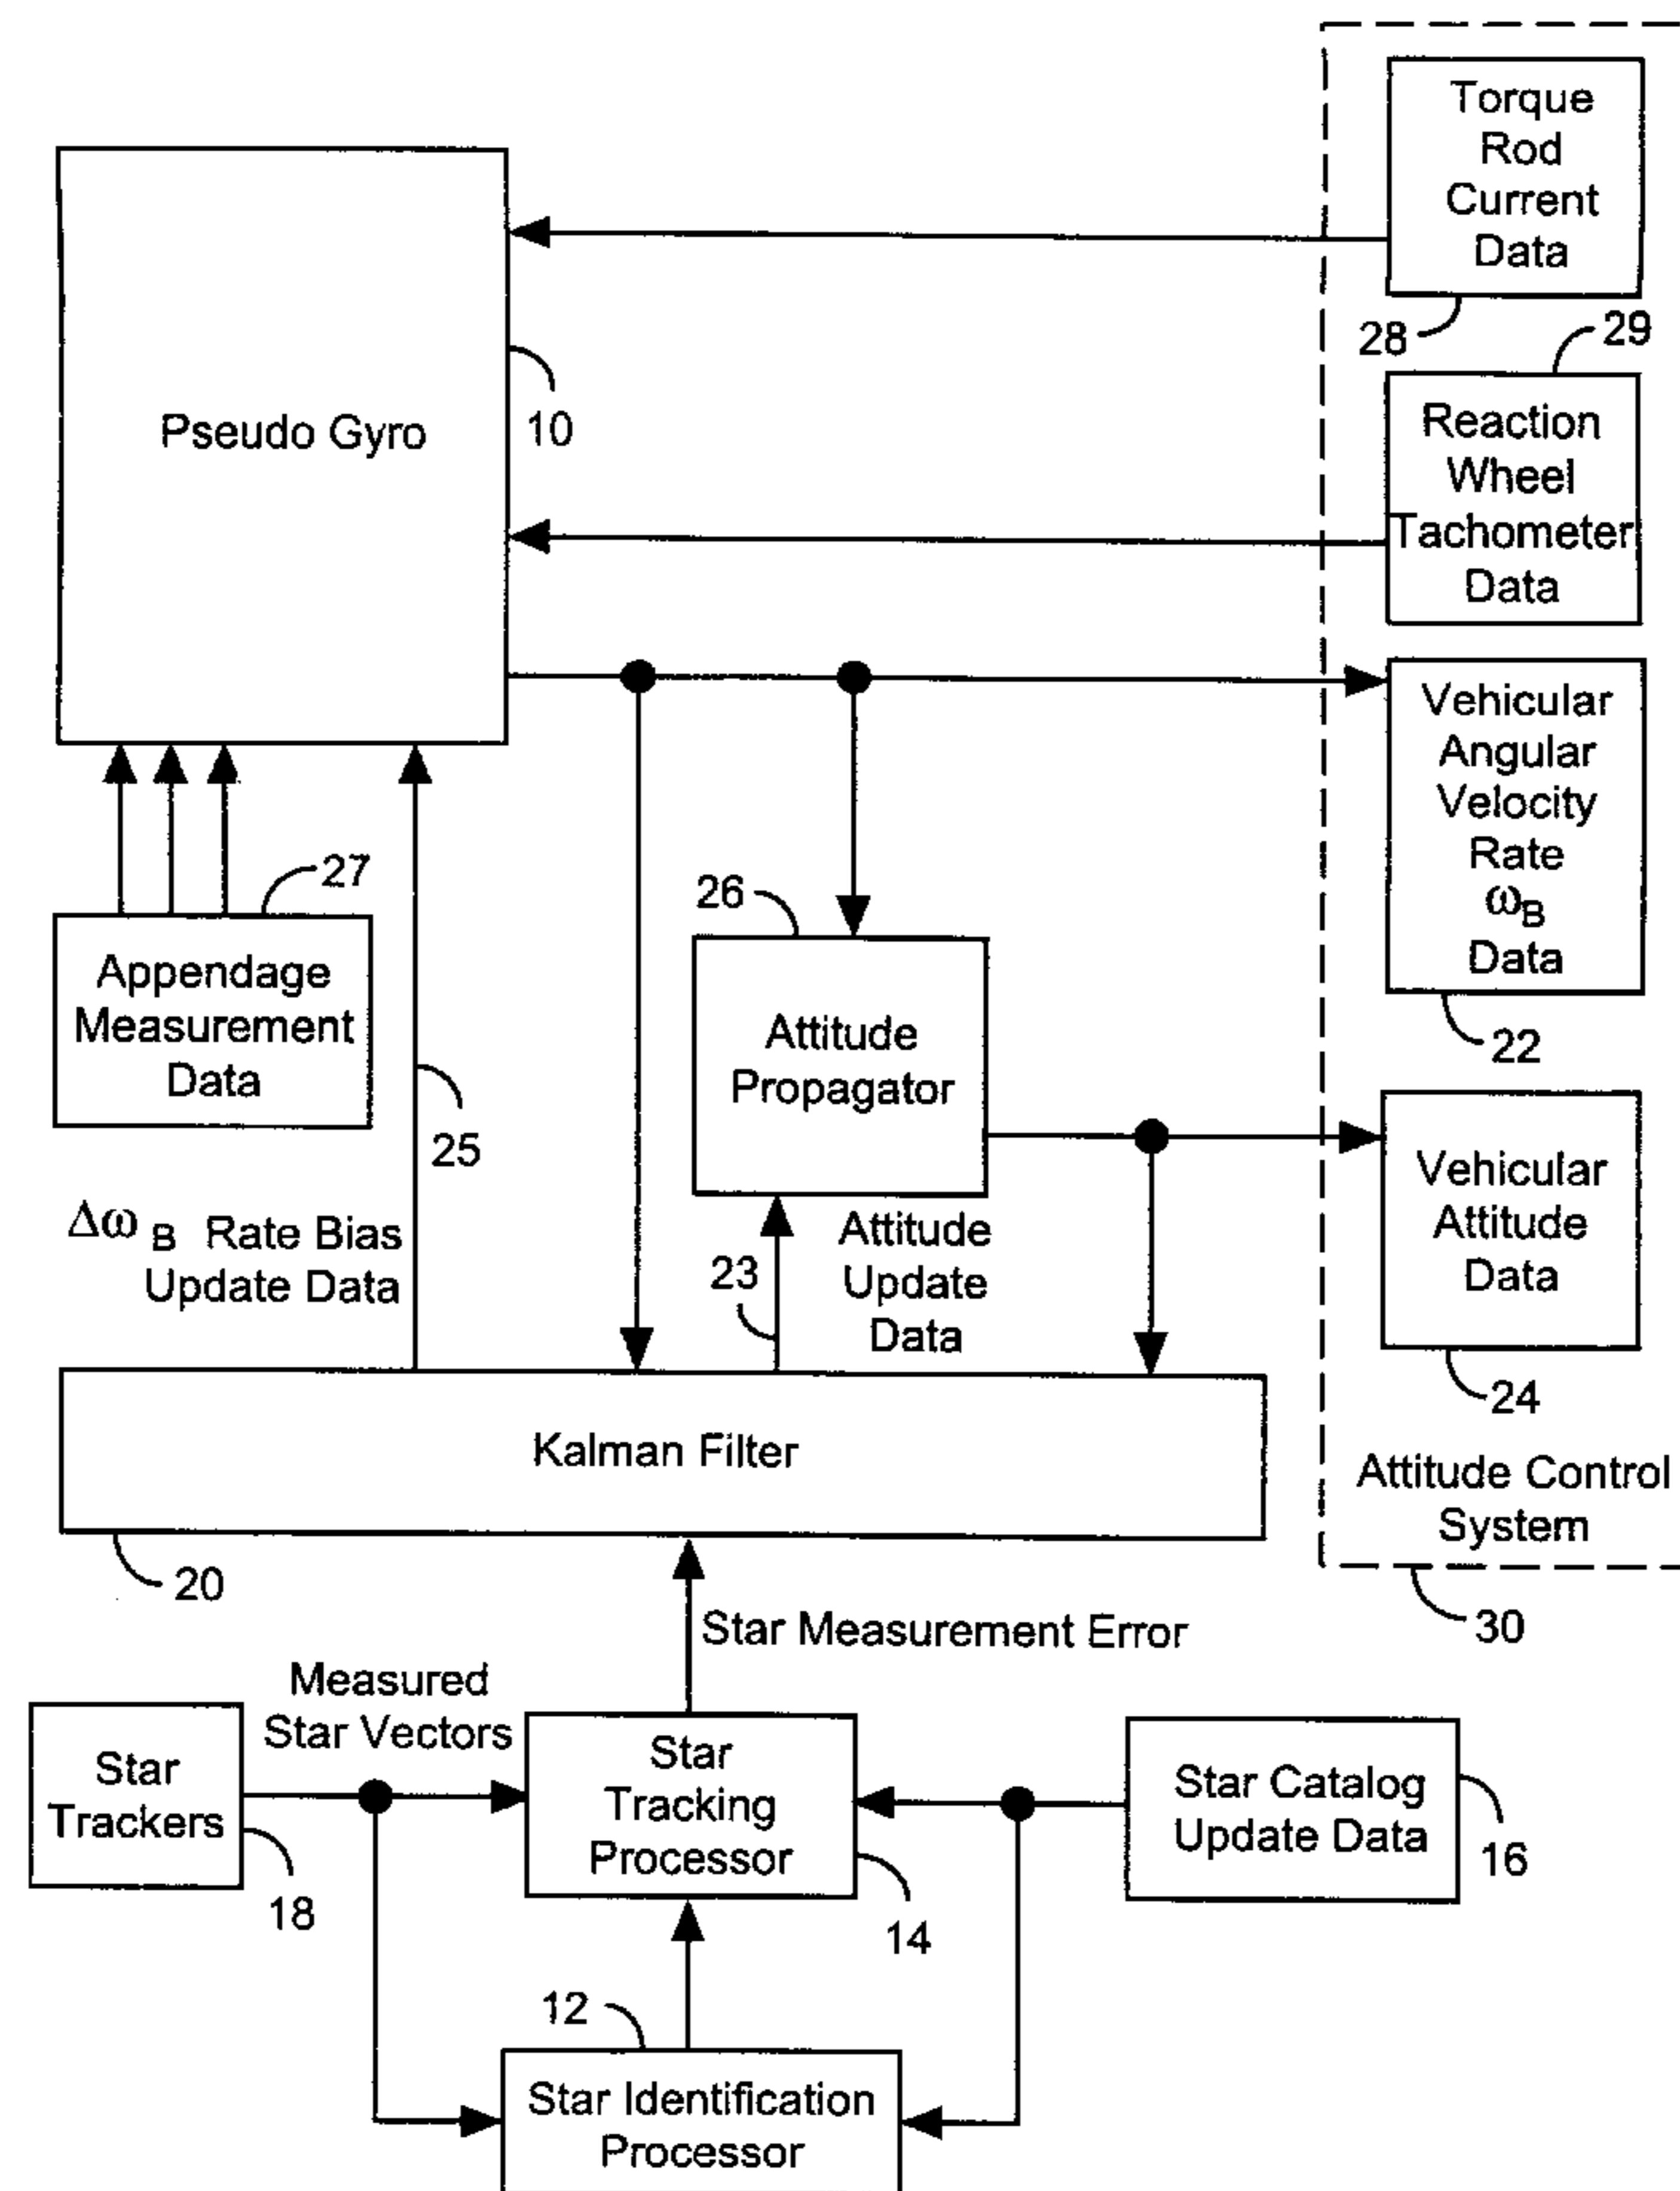 Torque
Rod
Current
Data
28
29
Pseudo Gyro
10
Reaction
Wheel
Tachometer
Data
Vehicular
Angular
Velocity
Rate
ωB
Data
22
27
Appendage
Measurement
Data
25
26
Attitude
Propagator
ΔωB Rate Bias
Update Data
23
Attitude
Update
Data
Vehicular
Attitude
Data
24
Kalman Filter
20
Attitude Control
System
30
Star Measurement Error
Measured
Star Vectors
Star
Trackers
18
Star
Tracking
Processor
14
Star Catalog
Update Data
16
12
Star Identification
Processor